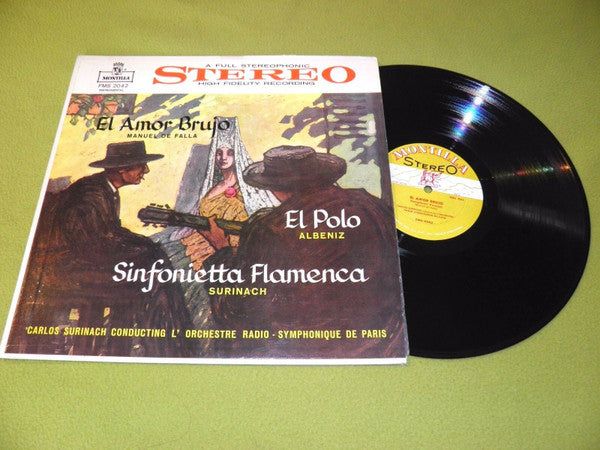 MONTILLA
FMS 2042
A FULL STEREOPHONIC
STEREO
HIGH FIDELITY RECORDING
El Amor Brujo
MANUEL DE FALLA
El Polo
ALBENIZ
Sinfonietta Flamenca
SURINACH
CARLOS SURINACH CONDUCTING L' ORCHESTRE RADIO - SYMPHONIQUE DE PARIS
MONTILLA
STEREO
EL AMOR BRUJO